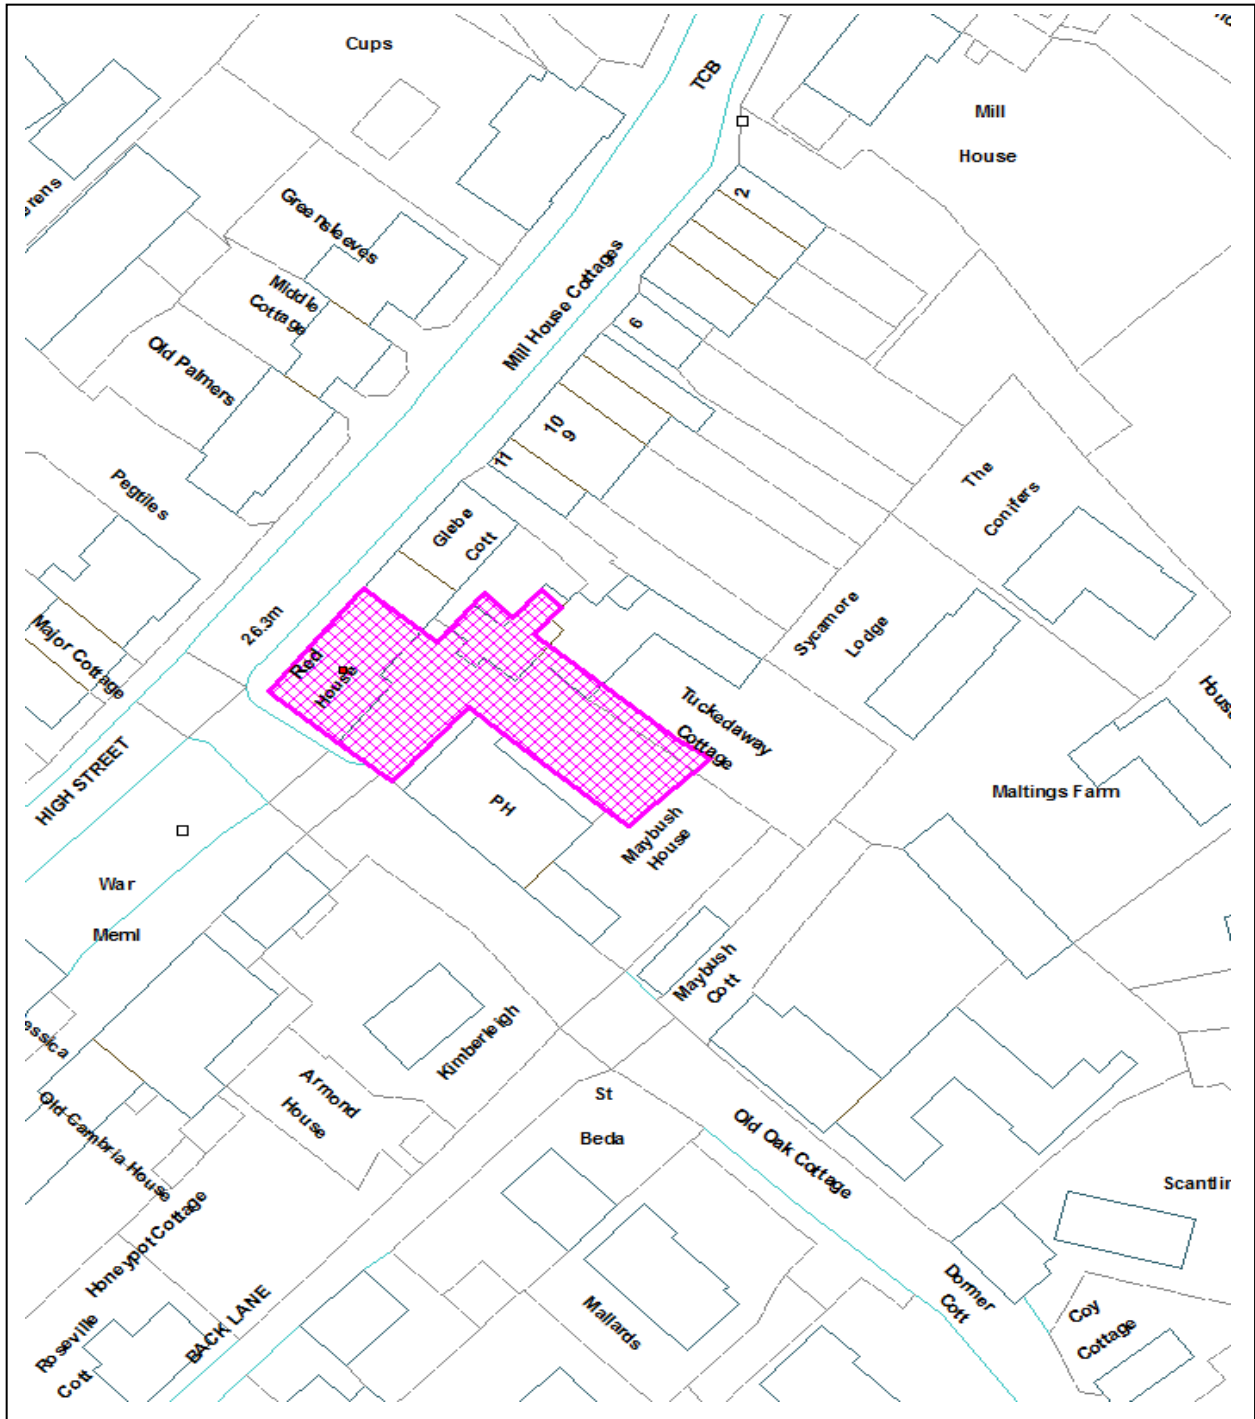 Cups
TCB
Mill
House
2
Greensleeves
Middle
Cottage
Mill House Cottages
6
Old Palmers
10
9
11
The
Conifers
Pegtiles
Glebe
Cott
26.3m
Sycamore
Lodge
Major Cottage
Red
House
Tuckedaway
Cottage
HIGH STREET
PH
Maltings Farm
Maybush
House
War
Meml
Maybush
Cott
Kimberleigh
Armond
House
St
Beda
Old Cambria House
Old Oak Cottage
Honeypot Cottage
Scantlin
Dormer
Cott
BACK LANE
Mallards
Coy
Cottage
Roseville
Cott